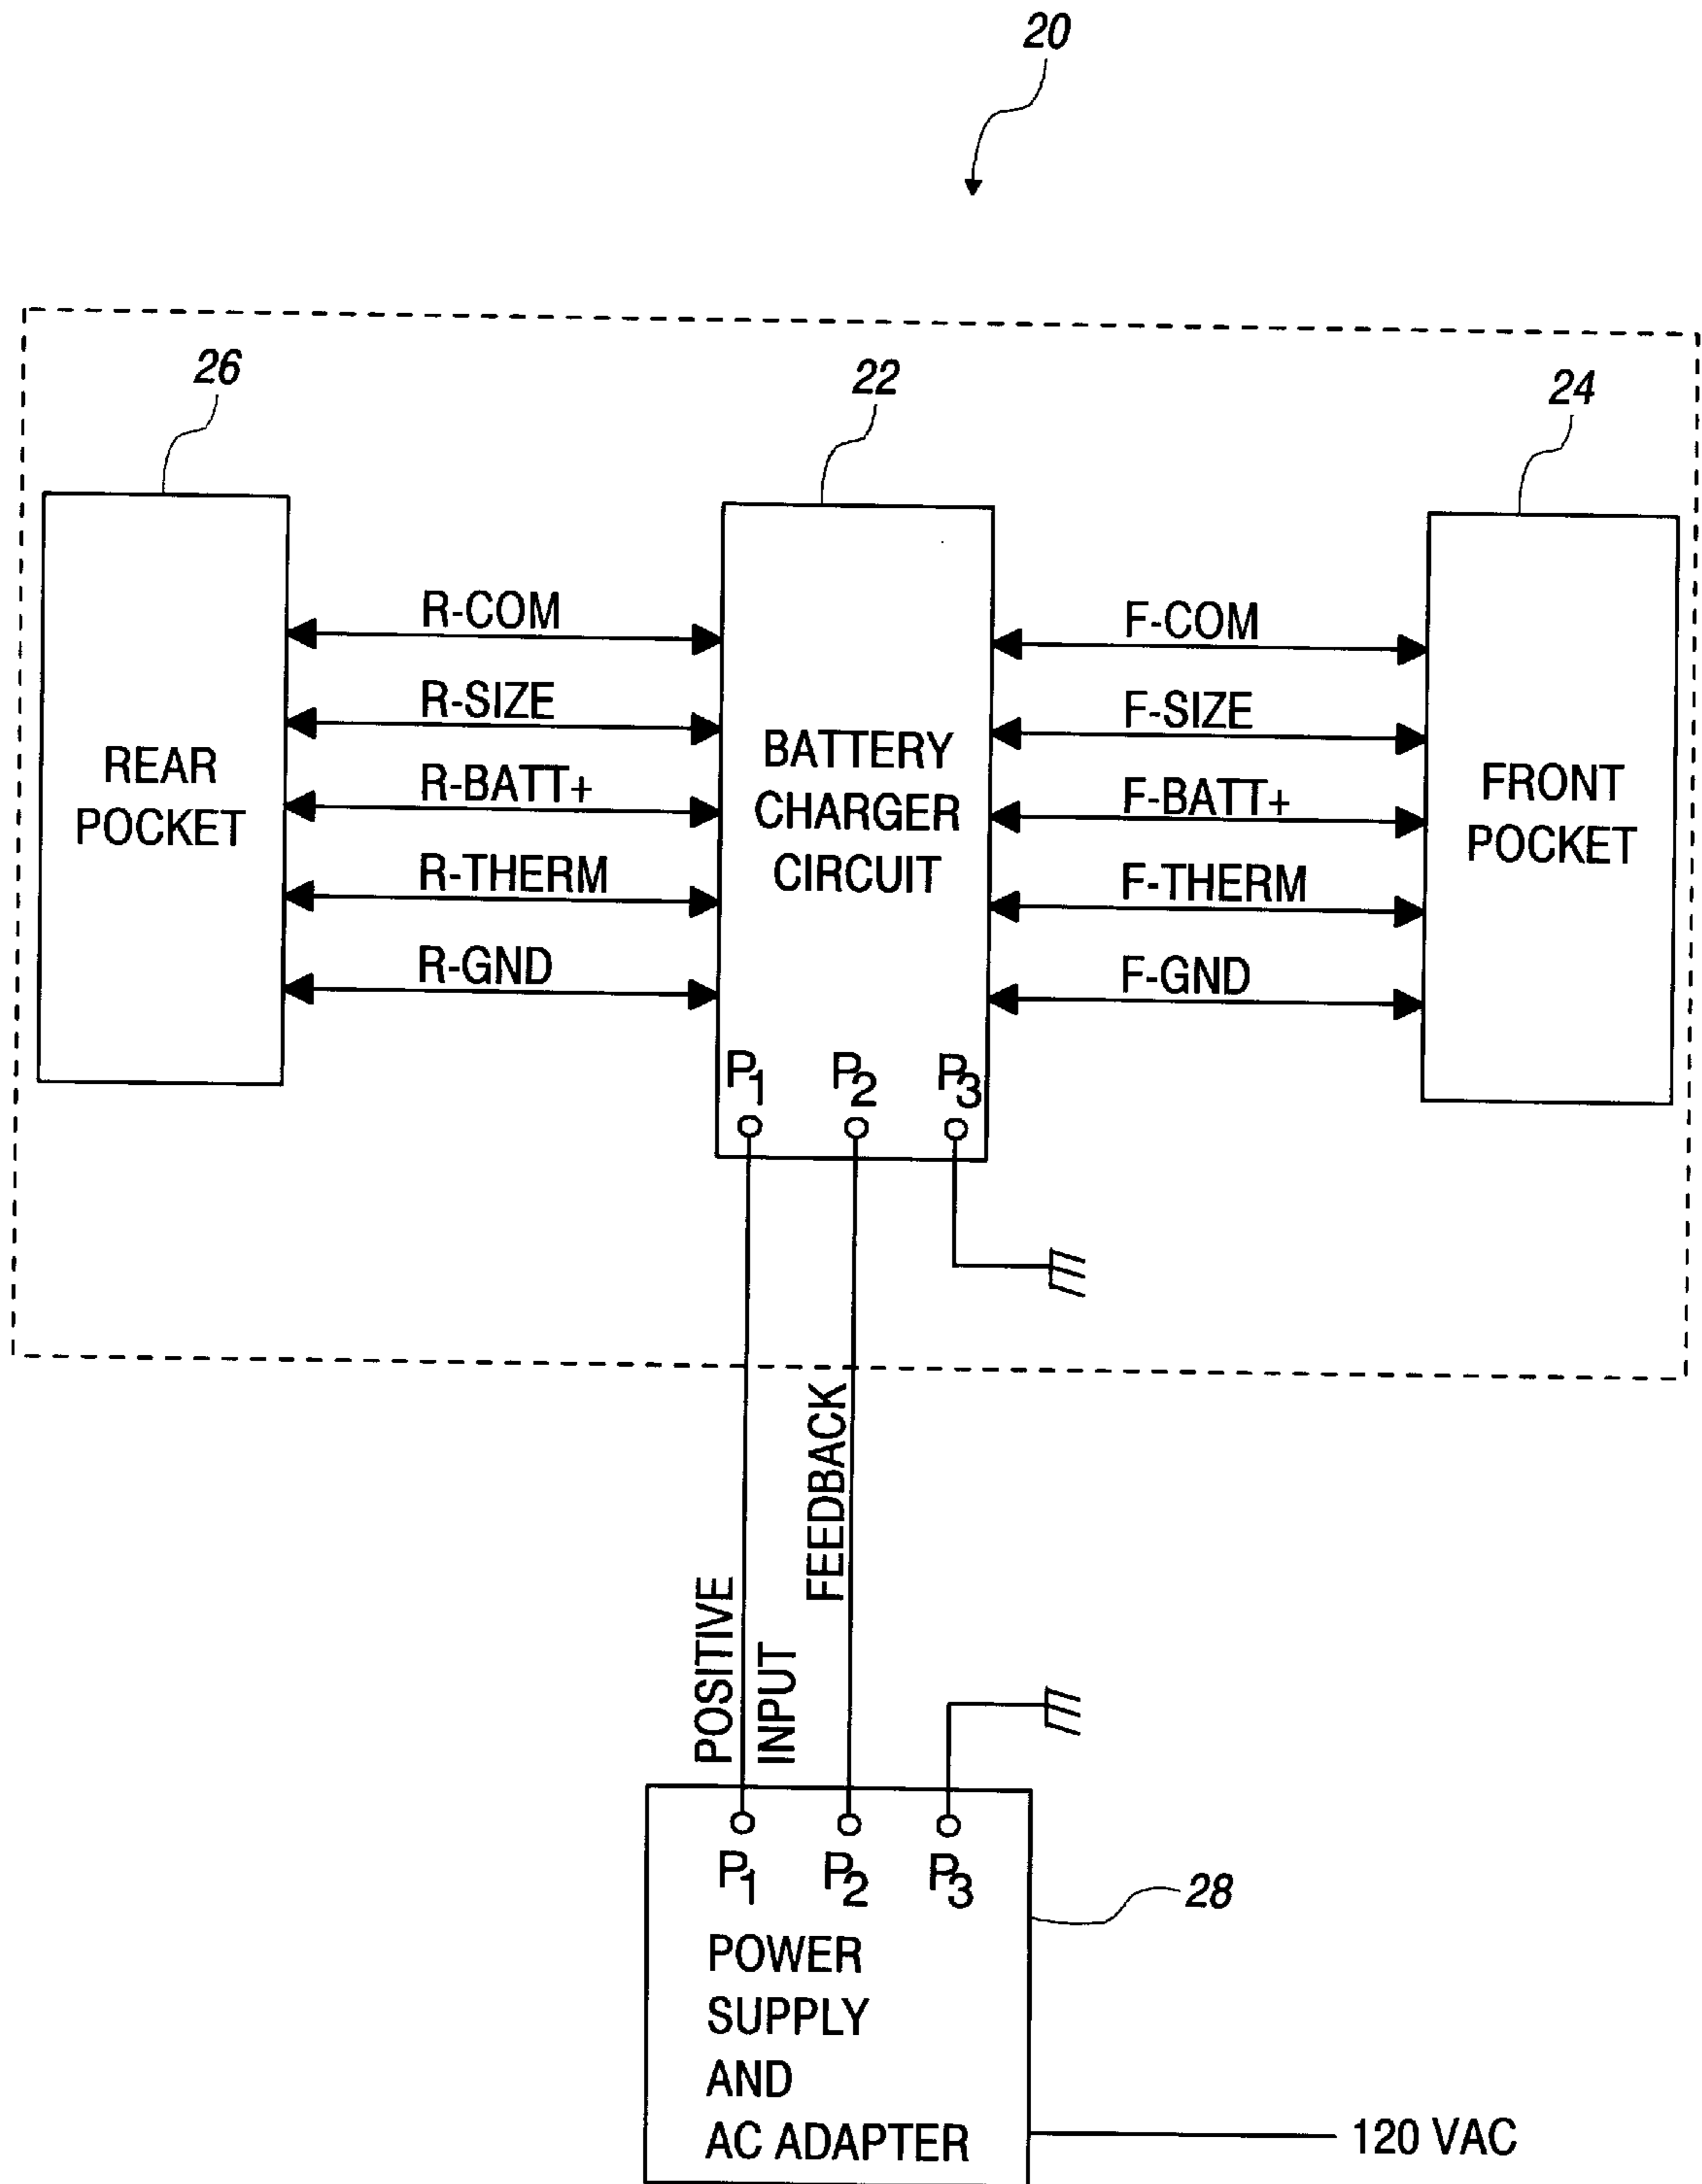 20
26
22
24
R-COM
F-COM
R-SIZE
F-SIZE
R-BATT+
F-BATT+
R-THERM
F-THERM
R-GND
F-GND
REAR
POCKET
BATTERY
CHARGER
CIRCUIT
FRONT
POCKET
P1 P2 P3
POSITIVE
INPUT
FEEDBACK
P1 P2 P3
28
POWER
SUPPLY
AND
AC ADAPTER
120 VAC